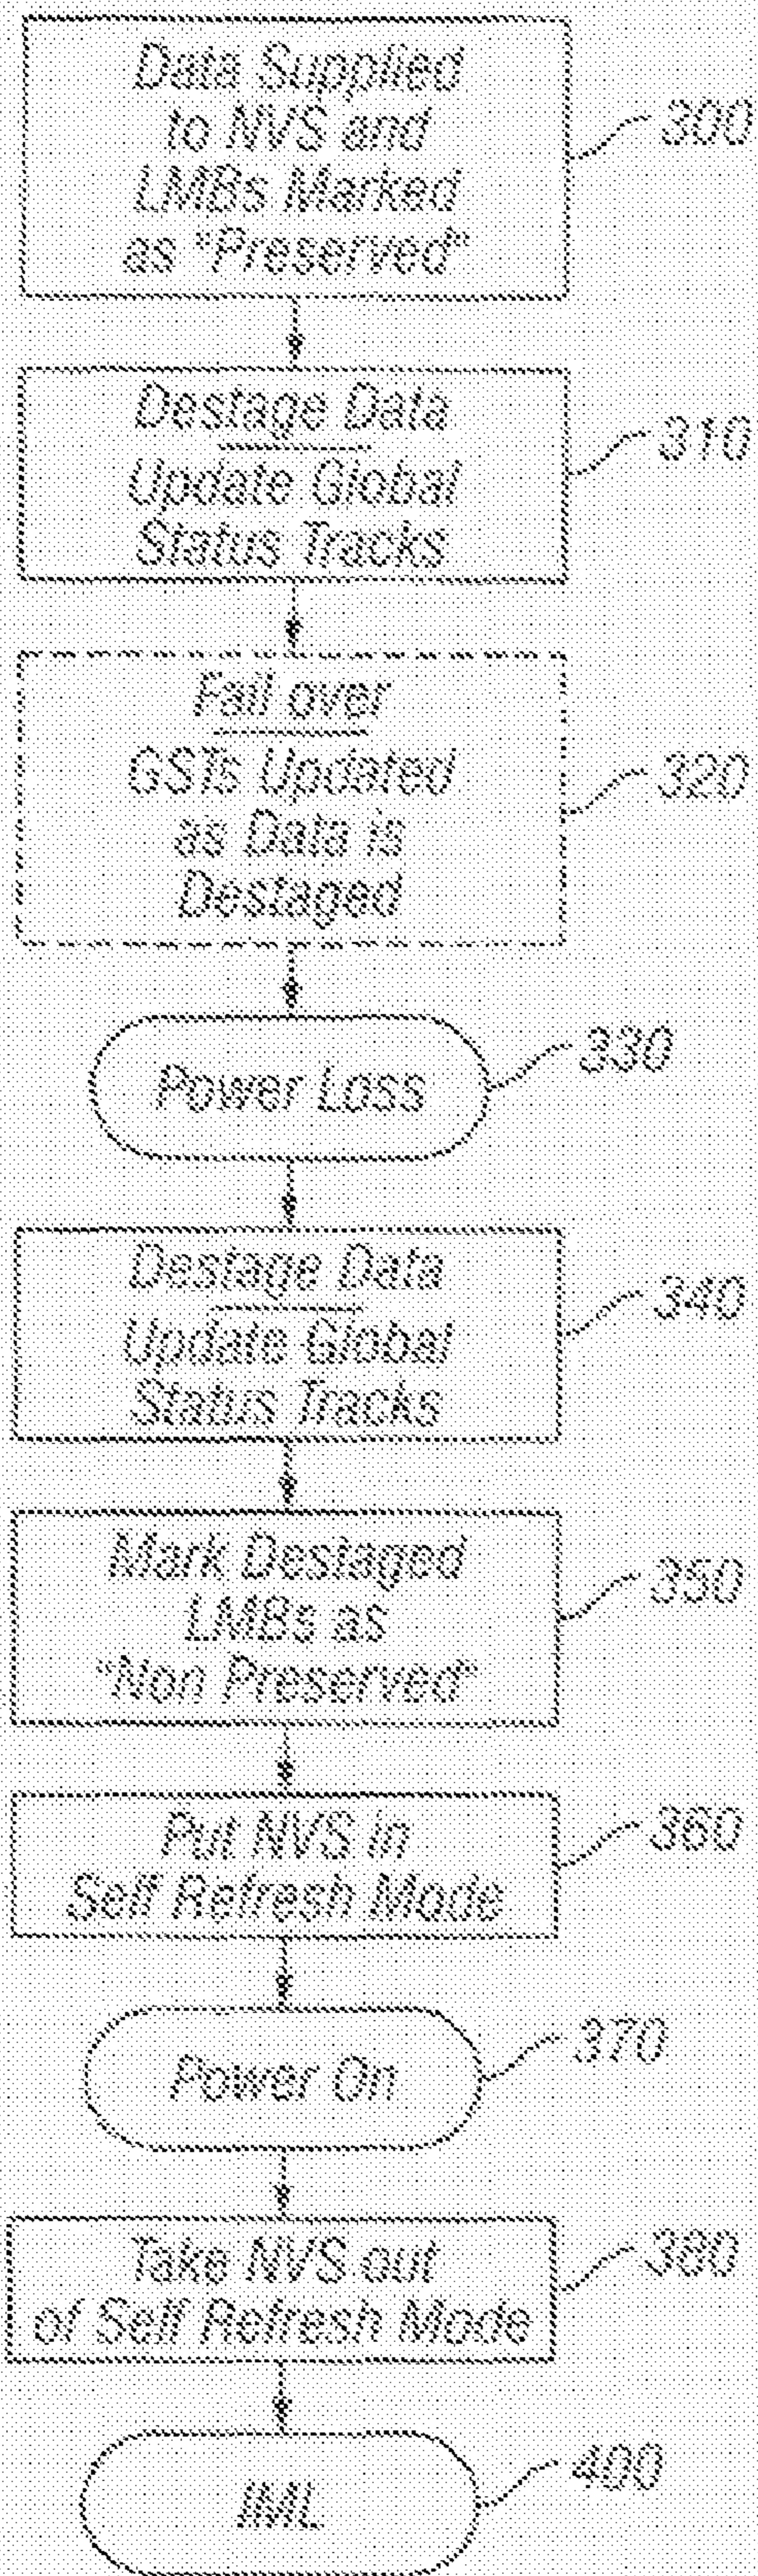 Data Supplied
to NVS and
LMBs Marked
as "Preserved"
300
Destage Data
Update Global
Status Tracks
310
Fail over
GSTs Updated
as Data is
Destaged
320
Power Loss
330
Destage Data
Update Global
Status Tracks
340
Mark Destaged
LMBs as
"Non Preserved"
350
Put NVS in
Self Refresh Mode
360
Power On
370
Take NVS out
of Self Refresh Mode
380
IML
400